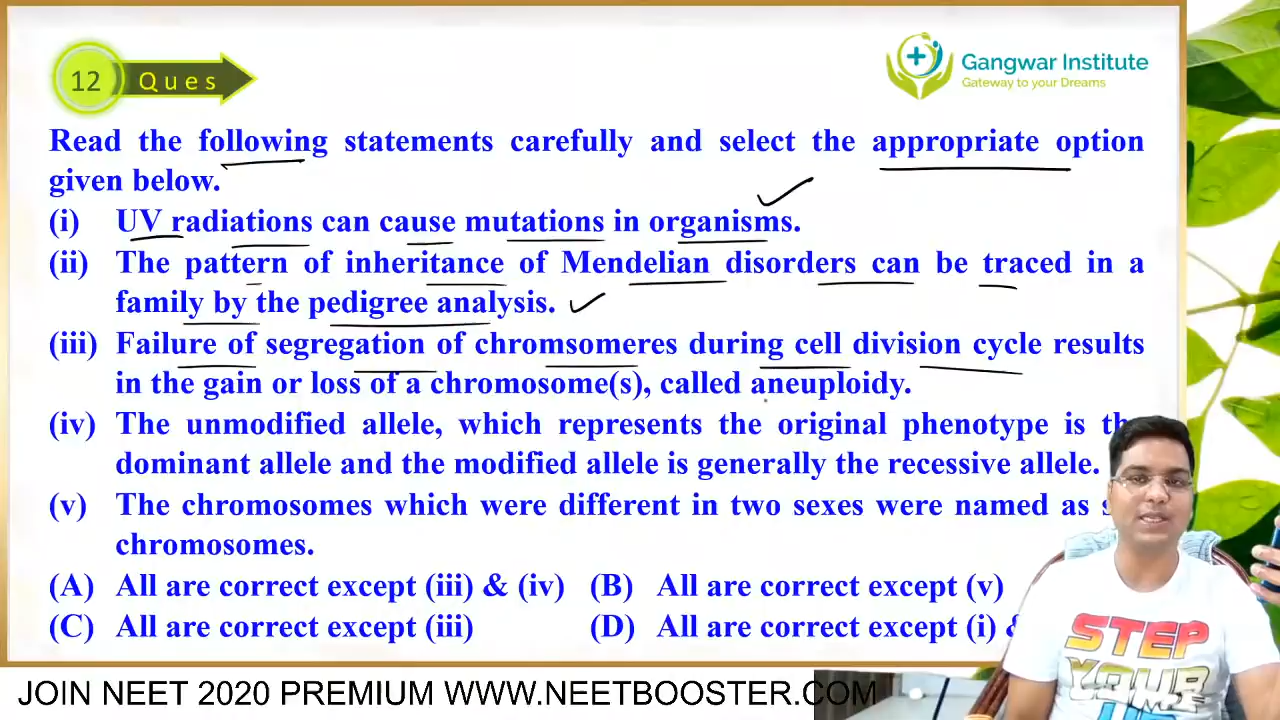 12 Ques
Gangwar Institute
Gateway to your Dreams
Read the following statements carefully and select the appropriate option
given below.
(i) UV radiations can cause mutations in organisms.
(ii) The pattern of inheritance of Mendelian disorders can be traced in a
family by the pedigree analysis.
(iii) Failure of segregation of chromsomeres during cell division cycle results
in the gain or loss of a chromosome(s), called aneuploidy.
(iv) The unmodified allele, which represents the original phenotype is
dominant allele and the modified allele is generally the recessive allele.
(v) The chromosomes which were different in two sexes were named as
chromosomes.
(A) All are correct except (iii) & (iv) (B) All are correct except (v)
(C) All are correct except (iii) (D) All are correct except (i)
STEP
YOUR
JOIN NEET 2020 PREMIUM WWW.NEETBOOSTER.COM